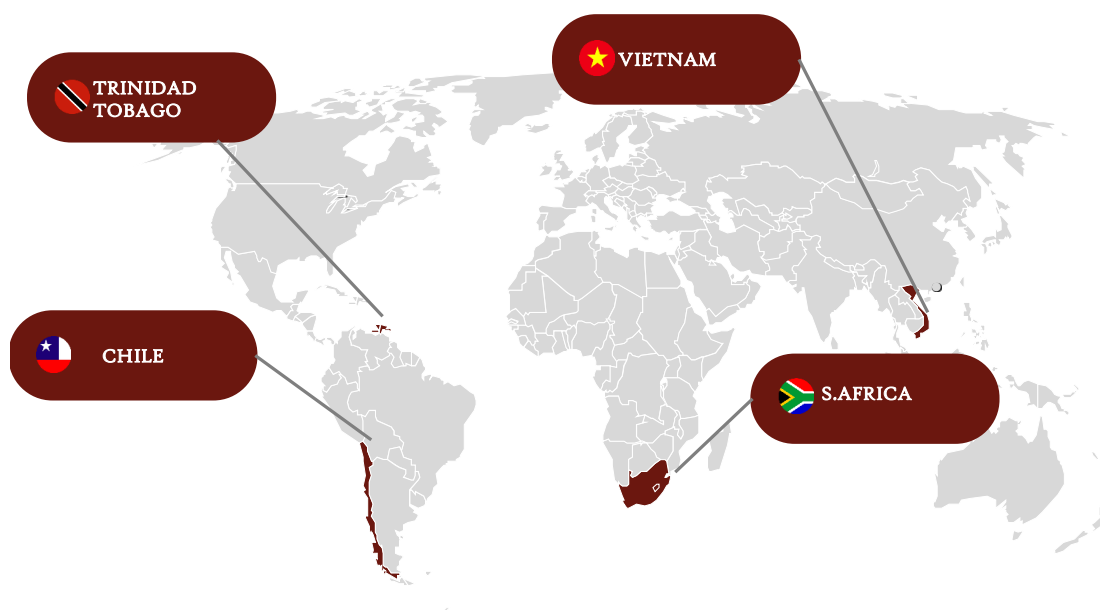 VIETNAM
TRINIDAD
TOBAGO
CHILE
S.AFRICA